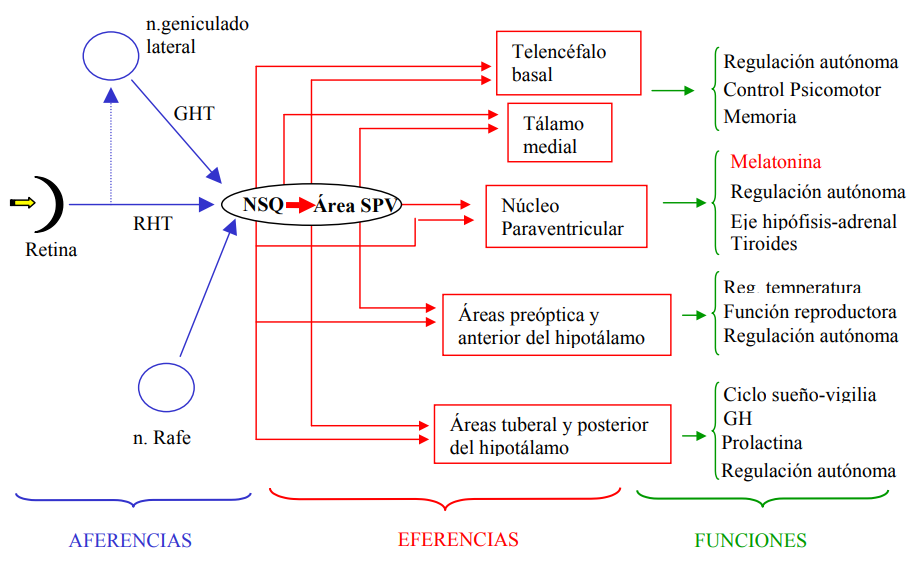 n.geniculado
lateral
GHT
RHT
Retina
n. Rafe
NSQ
Área SPV
Telencéfalo
basal
Tálamo
medial
Núcleo
Paraventricular
Áreas preóptica y
anterior del hipotálamo
Áreas tuberal y posterior
del hipotálamo
Regulación autónoma
Control Psicomotor
Memoria
Melatonina
Regulación autónoma
Eje hipófisis-adrenal
Tiroides
Reg. temperatura
Función reproductora
Regulación autónoma
Ciclo sueño-vigilia
GH
Prolactina
Regulación autónoma
AFERENCIAS
EFERENCIAS
FUNCIONES